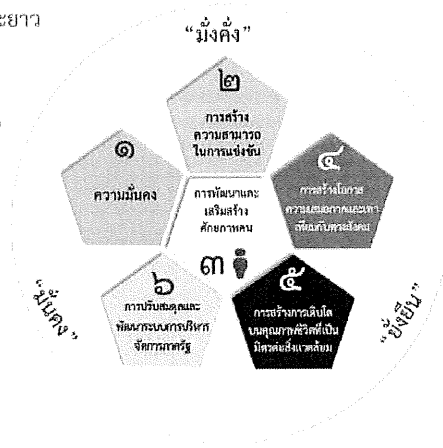 ะยาว
“มั่งคั่ง”
๒
การสร้าง
ความสามารถ
ในการแข่งขัน
๑
ความมั่นคง
การพัฒนาและ
เสริมสร้าง
ศักยภาพคน
๓
๔
การสร้างโอกาส
ความเสมอภาคและเท่า
เทียมกันทางสังคม
๖
การปรับสมดุลและ
พัฒนาระบบการบริหาร
จัดการภาครัฐ
๕
การสร้างการเติบโต
บนคุณภาพชีวิตที่เป็น
มิตรต่อสิ่งแวดล้อม
“มั่นคง”
“ยั่งยืน”